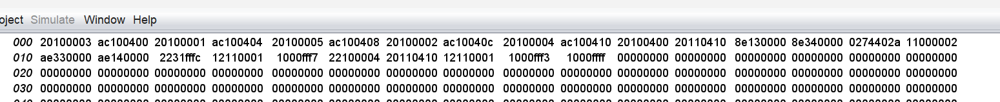 oject Simulate Window Help
000 20100003 ac100400 20100001 ac100404 20100005 ac100408 20100002 ac10040c 20100004 ac100410 20100400 20110410 8e130000 8e340000 0274402a 11000002
010 ae330000 ae140000 2231fffc 12110001 1000fff7 22100004 20110410 12110001 1000fff3 1000ffff 00000000 00000000 00000000 00000000 00000000 00000000
020 00000000 00000000 00000000 00000000 00000000 00000000 00000000 00000000 00000000 00000000 00000000 00000000 00000000 00000000 00000000 00000000
030 00000000 00000000 00000000 00000000 00000000 00000000 00000000 00000000 00000000 00000000 00000000 00000000 00000000 00000000 00000000 00000000